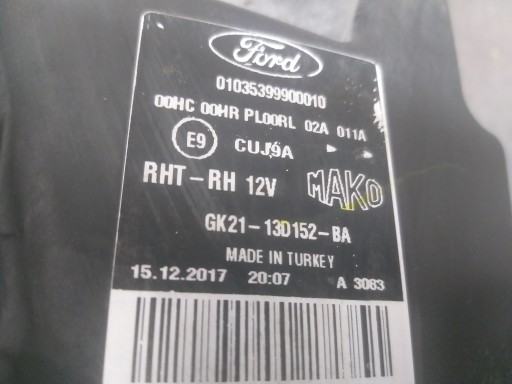 Ford
01035399900010
00HC 00HR PL00RL 02A 011A
E9 CUJ9A
RHT-RH 12V MAKO
GK21-13D152-BA
MADE IN TURKEY
15.12.2017 20:07 A 3083